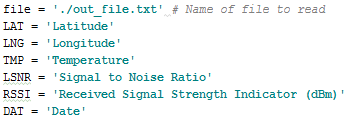 file = './out_file.txt' # Name of file to read
LAT = 'Latitude'
LNG = 'Longitude'
TMP = 'Temperature'
LSNR = 'Signal to Noise Ratio'
RSSI = 'Received Signal Strength Indicator (dBm)'
DAT = 'Date'